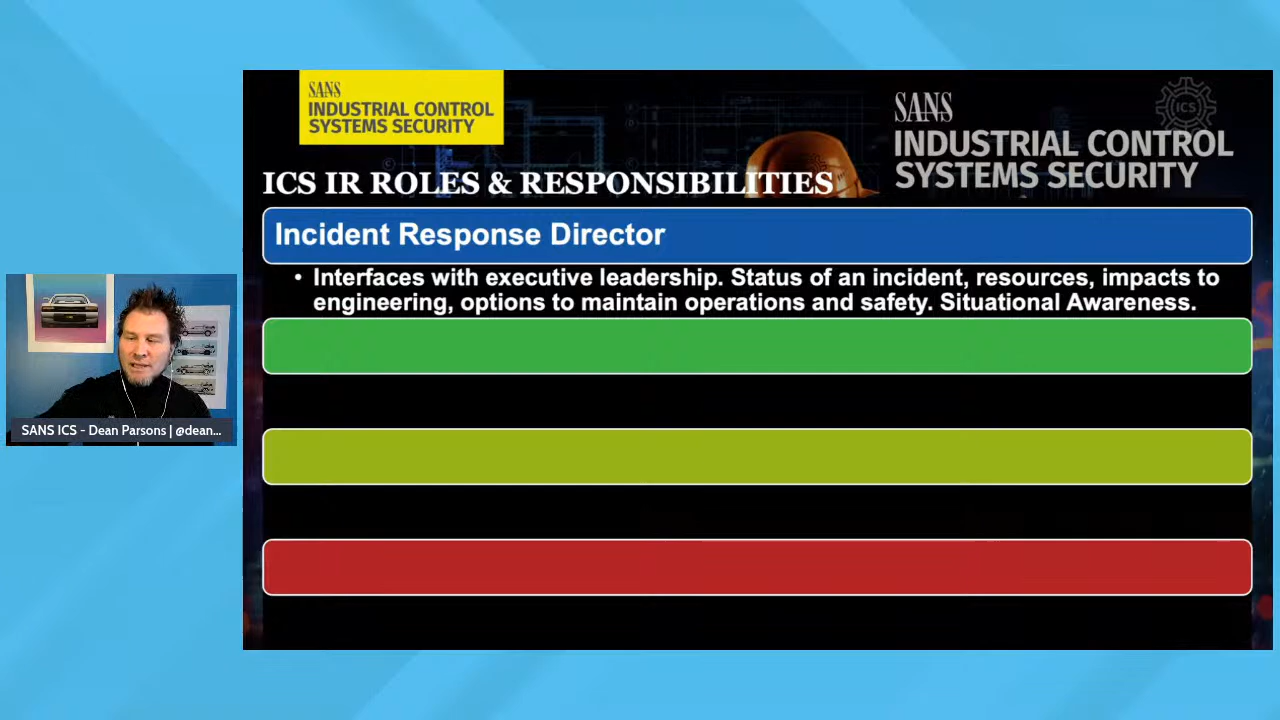 SANS
INDUSTRIAL CONTROL
SYSTEMS SECURITY
SANS
INDUSTRIAL CONTROL
SYSTEMS SECURITY
ICS
ICS IR ROLES & RESPONSIBILITIES
Incident Response Director
• Interfaces with executive leadership. Status of an incident, resources, impacts to
engineering, options to maintain operations and safety. Situational Awareness.
SANS ICS - Dean Parsons | @dean...